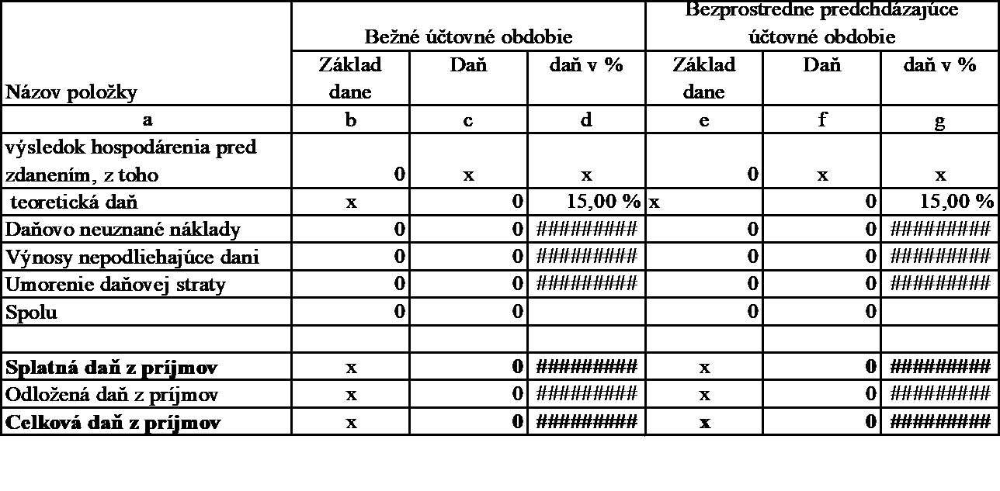 Bežné účtovné obdobie
Bezprostredne predchdázajúce
účtovné obdobie
Názov položky
Základ
dane
Daň
daň v %
Základ
dane
Daň
daň v %
a b c d e f g
výsledok hospodárenia pred
zdanením, z toho 0 x x 0 x x
teoretická daň x 0 15,00 % x 0 15,00 %
Daňovo neuznané náklady 0 0 ######### 0 0 #########
Výnosy nepodliehajúce dani 0 0 ######### 0 0 #########
Umorenie daňovej straty 0 0 ######### 0 0 #########
Spolu 0 0 0 0
Splatná daň z príjmov x 0 ######### x 0 #########
Odložená daň z príjmov x 0 ######### x 0 #########
Celková daň z príjmov x 0 ######### x 0 #########